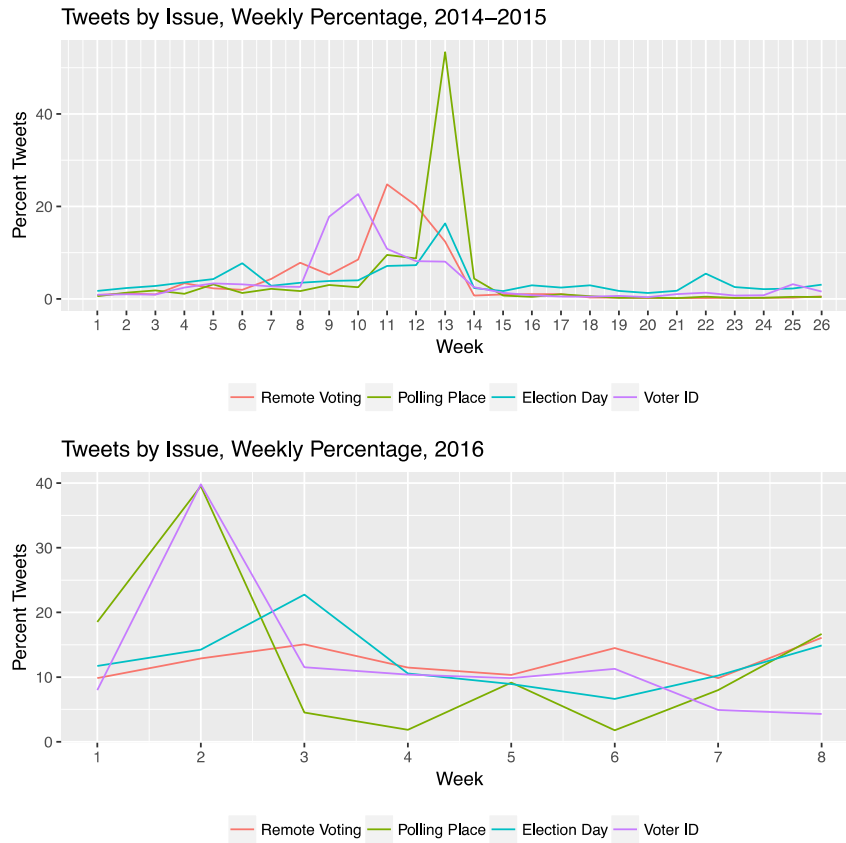 Tweets by Issue, Weekly Percentage, 2014–2015
Percent Tweets
40
20
0
1 2 3 4 5 6 7 8 9 10 11 12 13 14 15 16 17 18 19 20 21 22 23 24 25 26
Week
Remote Voting Polling Place Election Day Voter ID
Tweets by Issue, Weekly Percentage, 2016
Percent Tweets
40
30
20
10
0
1 2 3 4 5 6 7 8
Week
Remote Voting Polling Place Election Day Voter ID